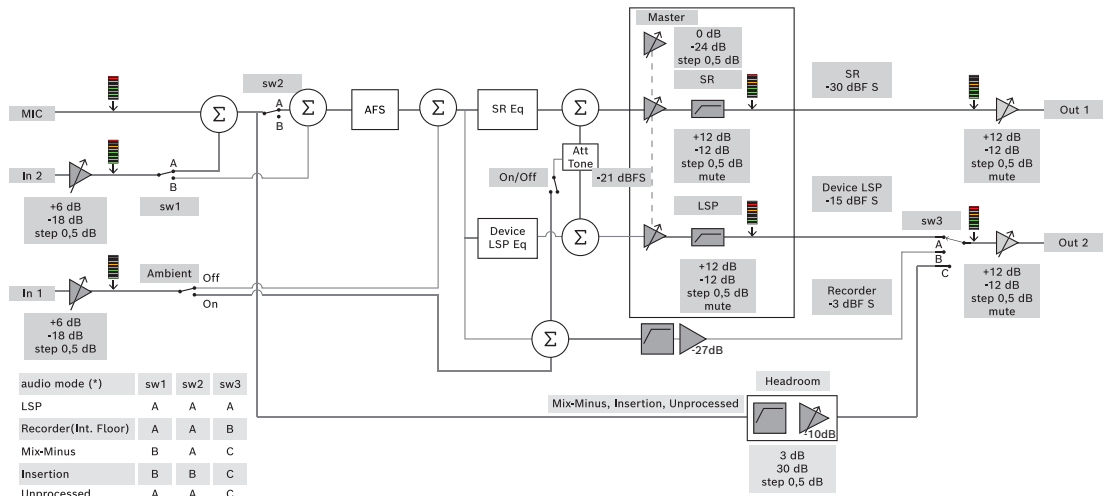 Master
0 dB
-24 dB
step 0,5 dB
SR
SR
-30 dBF S
sw2
A
B
MIC
Σ
Σ
AFS
Σ
SR Eq
Σ
Out 1
+12 dB
-12 dB
step 0,5 dB
mute
+12 dB
-12 dB
step 0,5 dB
mute
In 2
A
B
sw1
+6 dB
-18 dB
step 0,5 dB
On/Off
Att
Tone
-21 dBFS
LSP
Device LSP
-15 dBF S
sw3
Device
LSP Eq
Σ
A
B
C
Out 2
+12 dB
-12 dB
step 0,5 dB
mute
+12 dB
-12 dB
step 0,5 dB
mute
In 1
Ambient
Off
On
+6 dB
-18 dB
step 0,5 dB
Recorder
-3 dBF S
Σ
-27dB
Headroom
Mix-Minus, Insertion, Unprocessed
-10dB
3 dB
30 dB
step 0,5 dB
audio mode (*) sw1 sw2 sw3
LSP A A A
Recorder(Int. Floor) A A B
Mix-Minus B A C
Insertion B B C
Unprocessed A A C